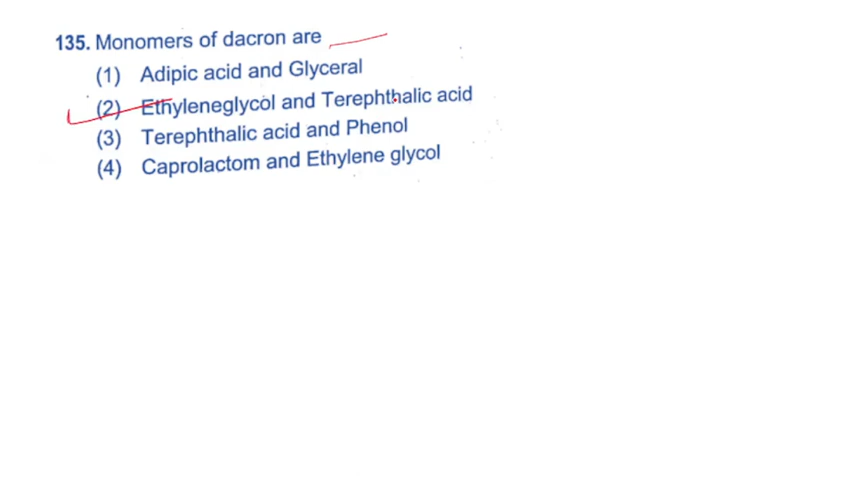 135. Monomers of dacron are
(1) Adipic acid and Glyceral
(2) Ethyleneglycol and Terephthalic acid
(3) Terephthalic acid and Phenol
(4) Caprolactom and Ethylene glycol